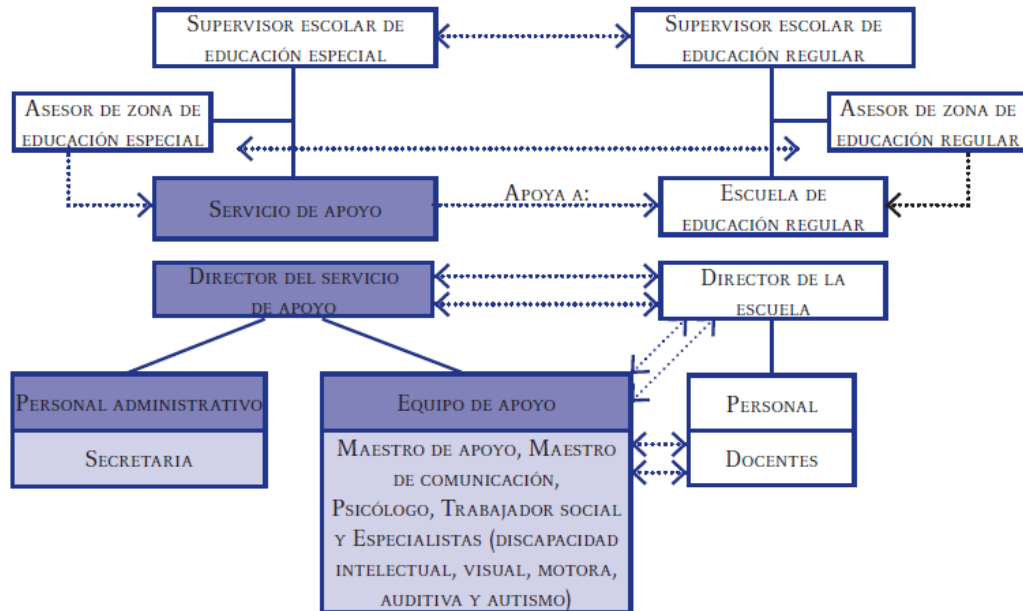 SUPERVISOR ESCOLAR DE
EDUCACIÓN ESPECIAL
SUPERVISOR ESCOLAR DE
EDUCACIÓN REGULAR
ASESOR DE ZONA DE
EDUCACIÓN ESPECIAL
ASESOR DE ZONA DE
EDUCACIÓN REGULAR
SERVICIO DE APOYO
APOYA A:
ESCUELA DE
EDUCACIÓN REGULAR
DIRECTOR DEL SERVICIO
DE APOYO
DIRECTOR DE LA
ESCUELA
PERSONAL ADMINISTRATIVO
SECRETARIA
EQUIPO DE APOYO
MAESTRO DE APOYO, MAESTRO
DE COMUNICACIÓN,
PSICÓLOGO, TRABAJADOR SOCIAL
Y ESPECIALISTAS (DISCAPACIDAD
INTELECTUAL, VISUAL, MOTORA,
AUDITIVA Y AUTISMO)
PERSONAL
DOCENTES